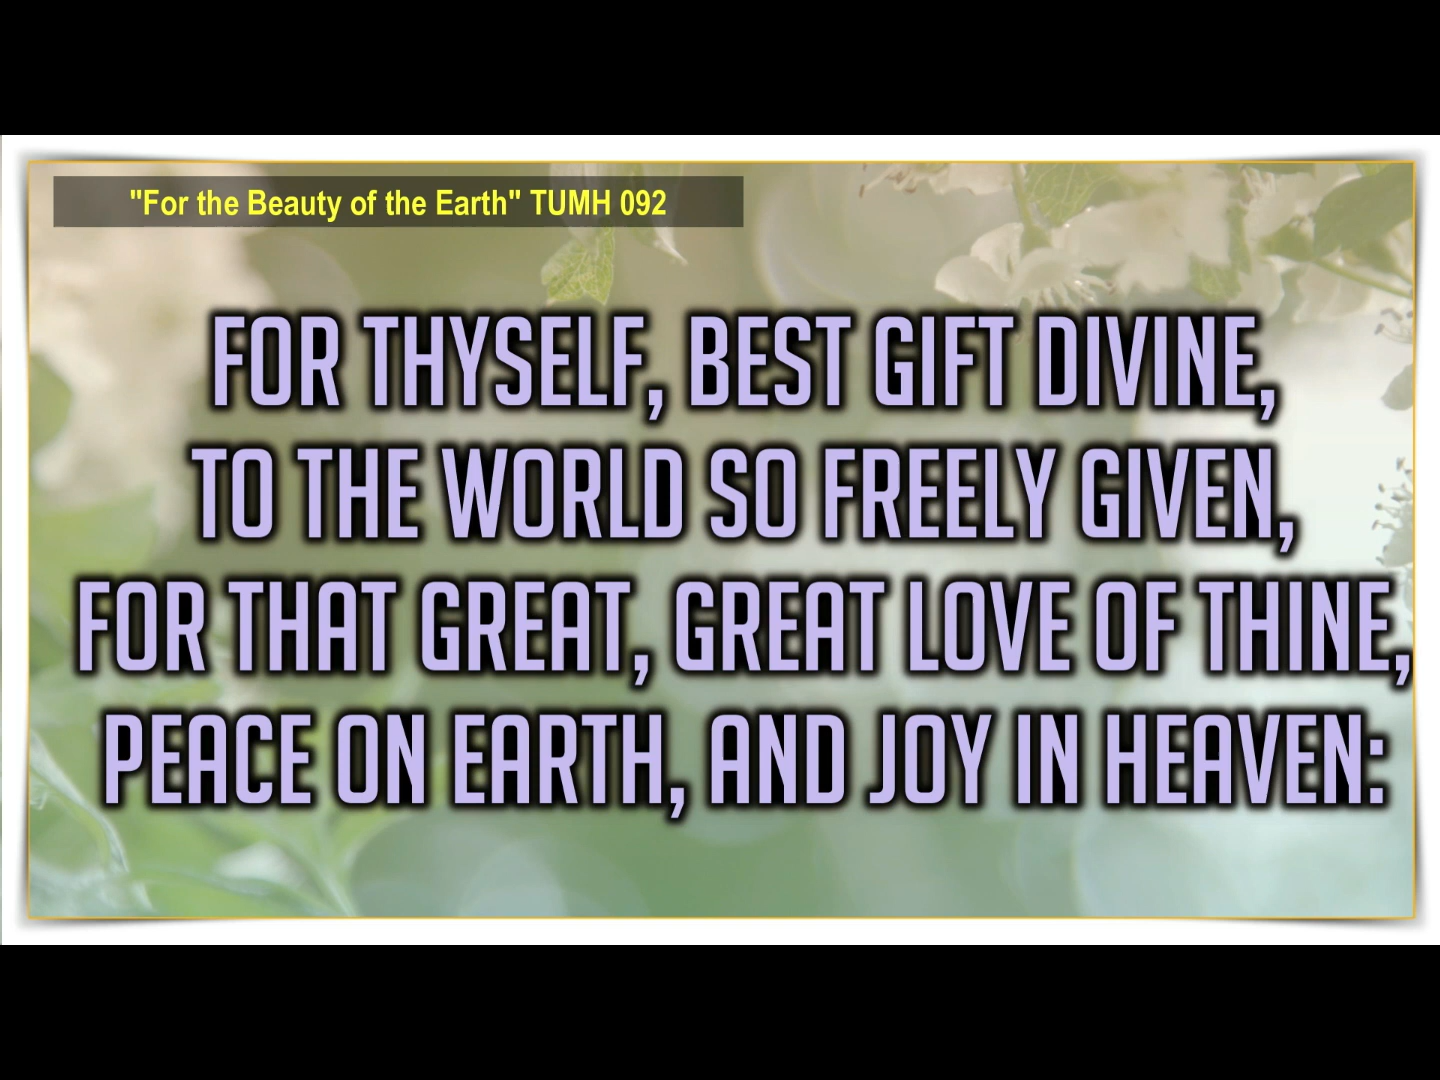 "For the Beauty of the Earth" TUMH 092
FOR THYSELF, BEST GIFT DIVINE,
TO THE WORLD SO FREELY GIVEN,
FOR THAT GREAT, GREAT LOVE OF THINE,
PEACE ON EARTH, AND JOY IN HEAVEN: